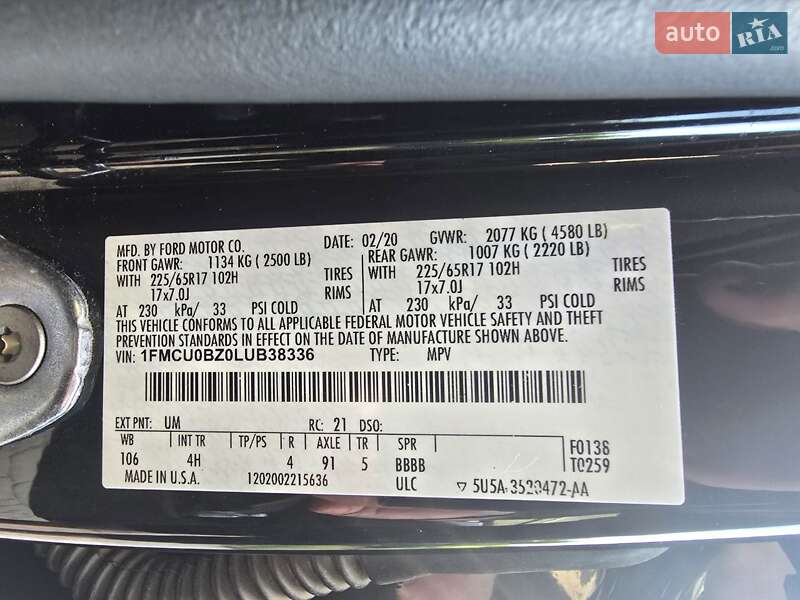 auto RIA.com
MFD. BY FORD MOTOR CO. DATE: 02/20 GVWR: 2077 KG ( 4580 LB)
FRONT GAWR: 1134 KG ( 2500 LB) REAR GAWR: 1007 KG ( 2220 LB)
WITH 225/65R17 102H TIRES WITH 225/65R17 102H TIRES
17x7.0J RIMS 17x7.0J RIMS
AT 230 kPa/ 33 PSI COLD AT 230 kPa/ 33 PSI COLD
THIS VEHICLE CONFORMS TO ALL APPLICABLE FEDERAL MOTOR VEHICLE SAFETY AND THEFT
PREVENTION STANDARDS IN EFFECT ON THE DATE OF MANUFACTURE SHOWN ABOVE.
VIN: 1FMCU0BZ0LUB38336 TYPE: MPV
EXT PNT: UM RC: 21 DSO:
WB INT TR TP/PS R AXLE TR SPR F0138
106 4H 4 91 5 BBBB T0259
MADE IN U.S.A. 1202002215636 ULC ▽ 5U5A-3520472-AA